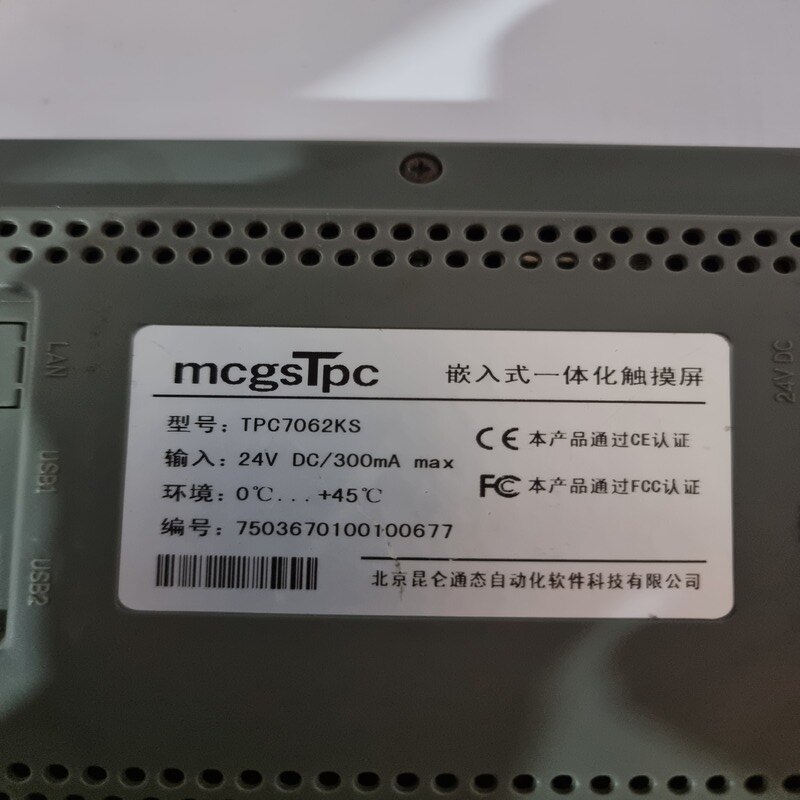 mcgsTpc 嵌入式一体化触摸屏
型号: TPC7062KS
CE 本产品通过CE认证
输入: 24V DC/300mA max
FC 本产品通过FCC认证
环境: 0℃...+45℃
编号: 7503670100100677
北京昆仑通态自动化软件科技有限公司
LAN
USB1
USB2
24V DC